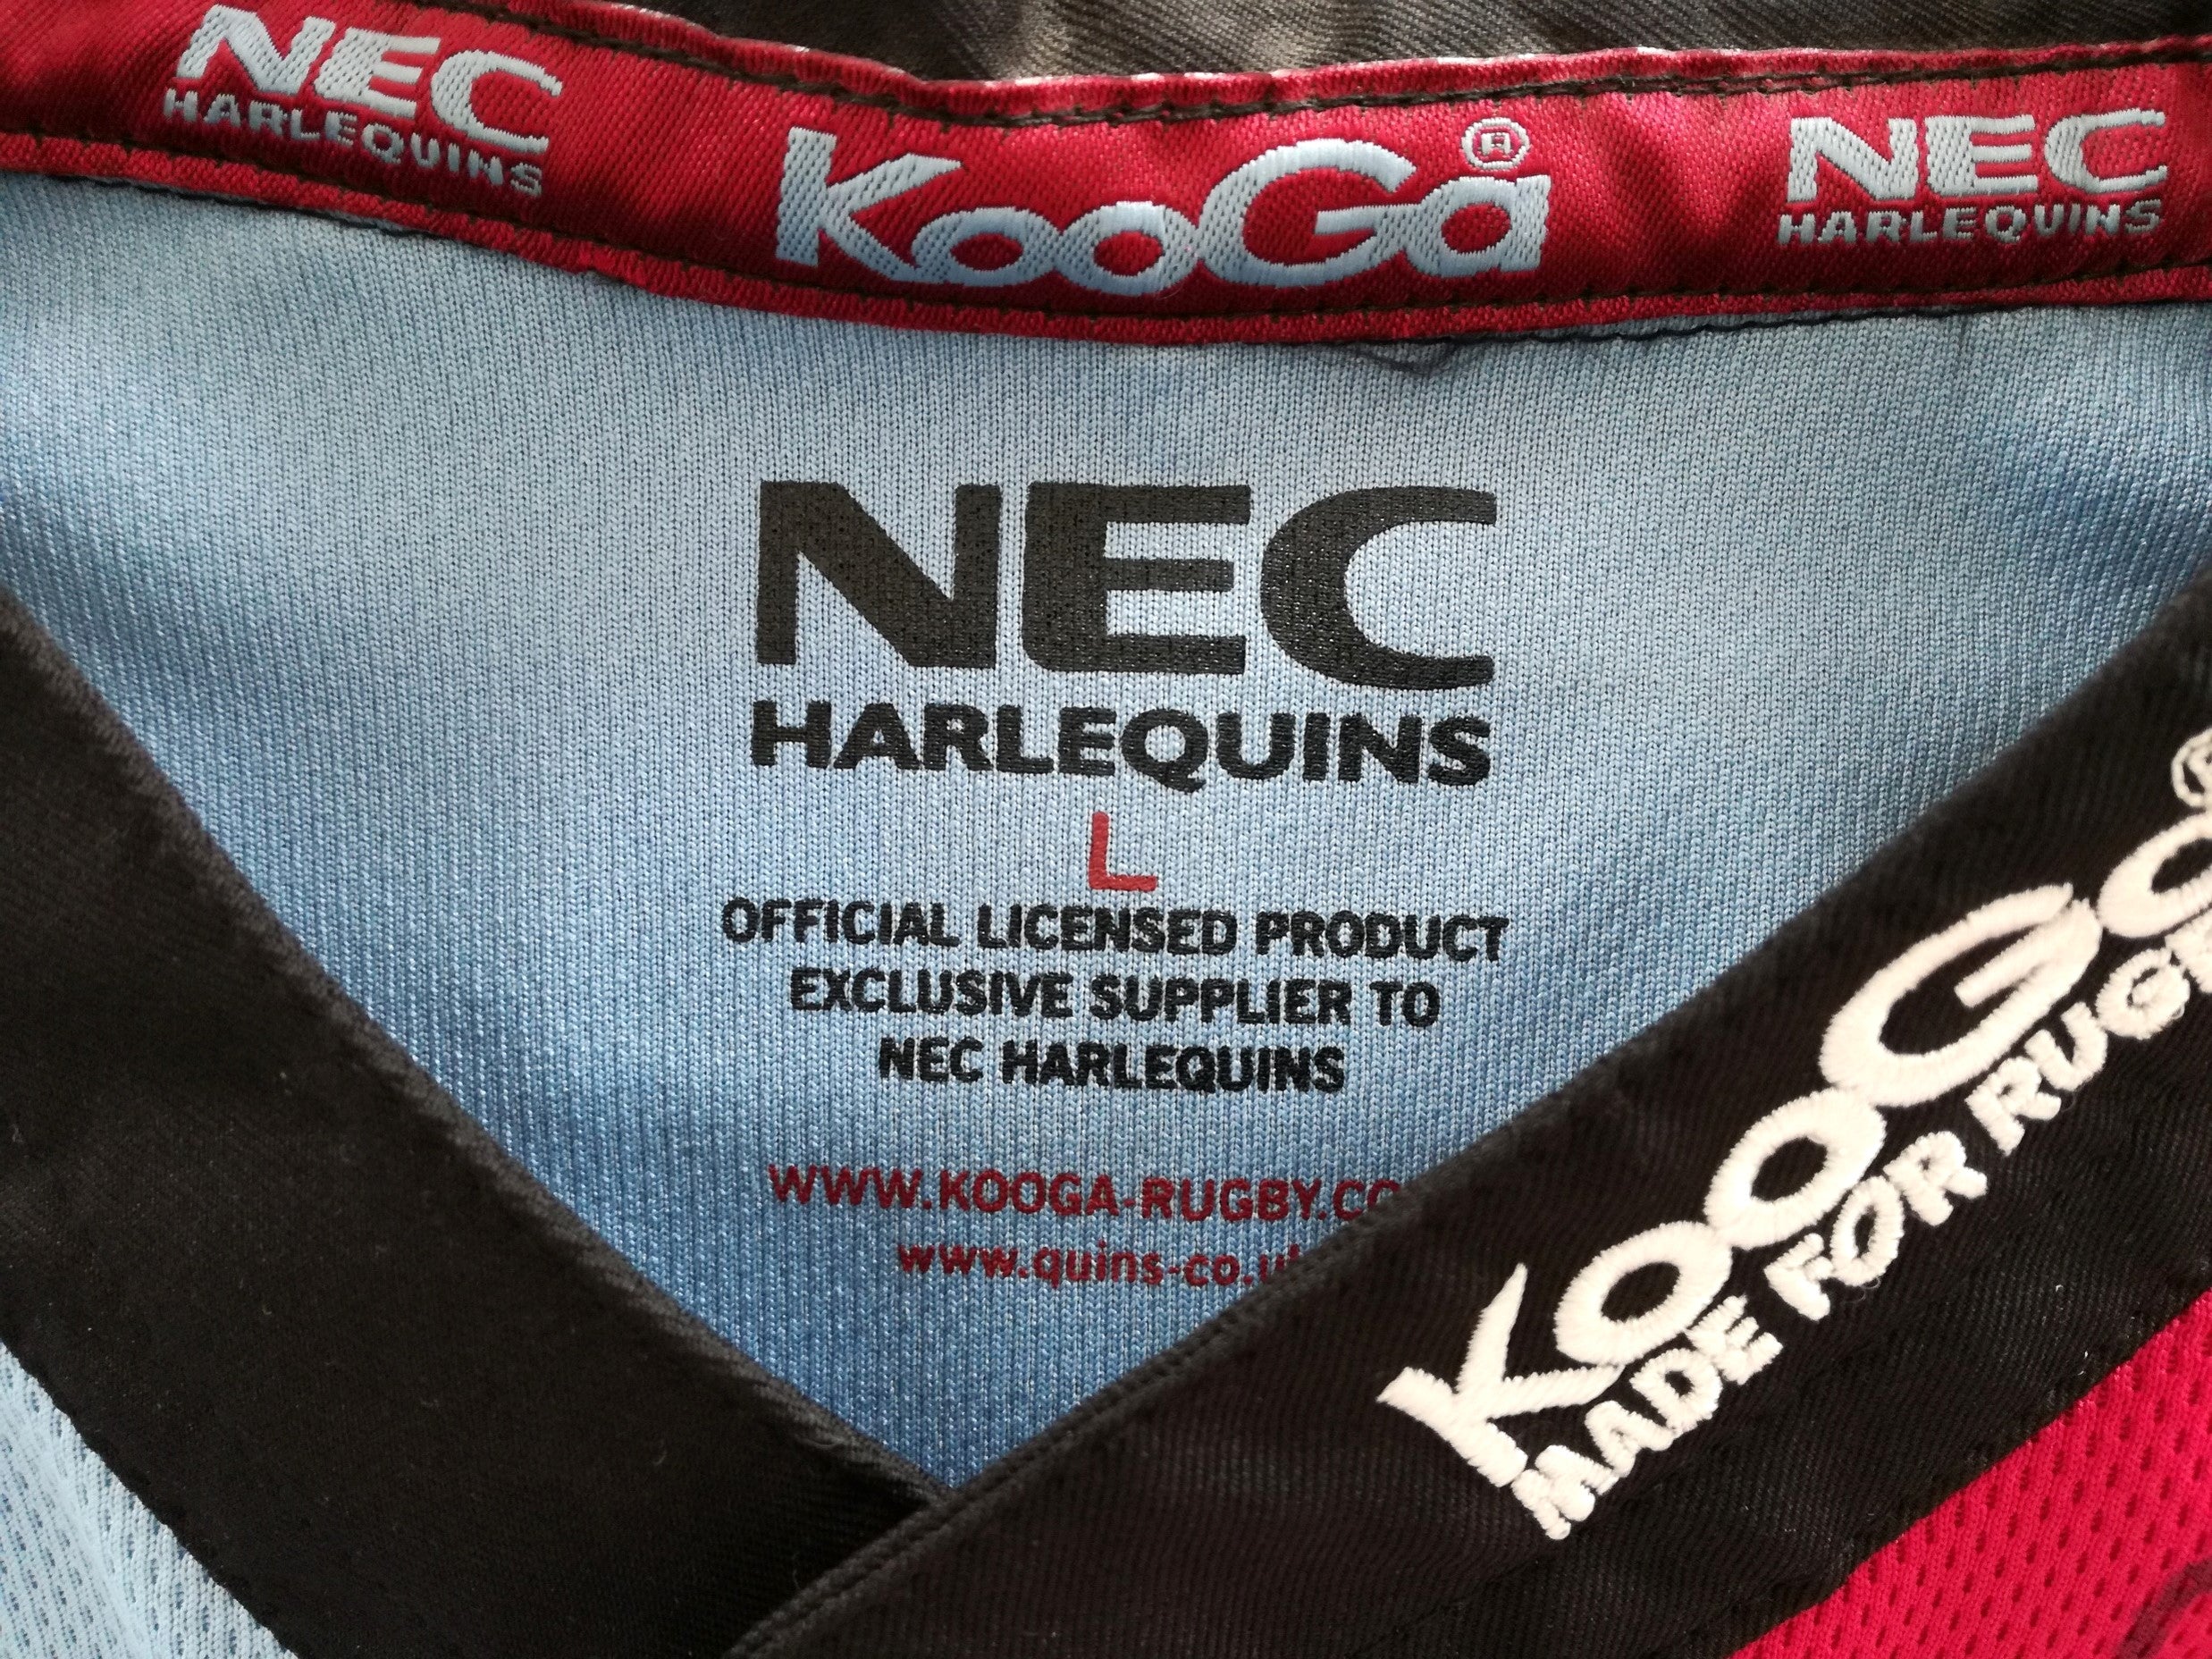 NEC
HARLEQUINS
KooGa®
NEC
HARLEQUINS
NEC
HARLEQUINS
L
OFFICIAL LICENSED PRODUCT
EXCLUSIVE SUPPLIER TO
NEC HARLEQUINS
WWW.KOOGA-RUGBY.CO
www.quins-co.u
KooGa®
MADE FOR